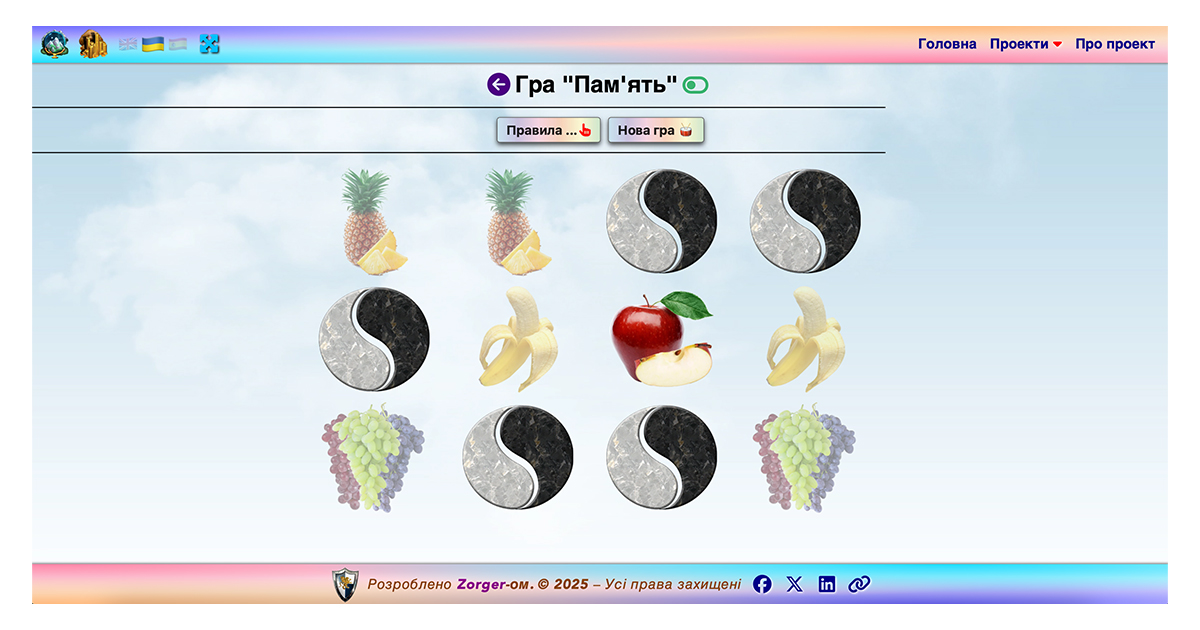 Головна Проекти Про проект
Гра "Пам'ять"
Правила ... Нова гра
Розроблено Zorger-ом. © 2025 – Усі права захищені